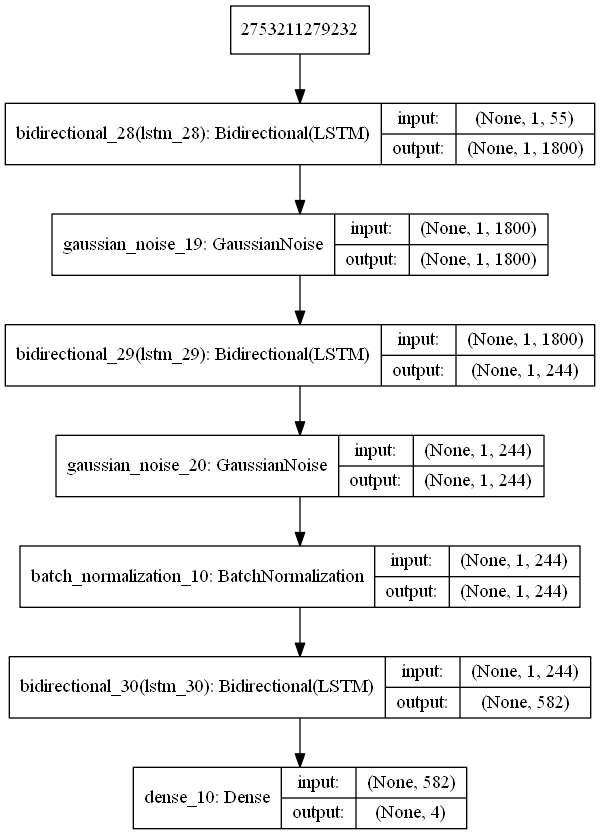 2753211279232
bidirectional_28(lstm_28): Bidirectional(LSTM)
input: (None, 1, 55)
output: (None, 1, 1800)
gaussian_noise_19: GaussianNoise
input: (None, 1, 1800)
output: (None, 1, 1800)
bidirectional_29(lstm_29): Bidirectional(LSTM)
input: (None, 1, 1800)
output: (None, 1, 244)
gaussian_noise_20: GaussianNoise
input: (None, 1, 244)
output: (None, 1, 244)
batch_normalization_10: BatchNormalization
input: (None, 1, 244)
output: (None, 1, 244)
bidirectional_30(lstm_30): Bidirectional(LSTM)
input: (None, 1, 244)
output: (None, 582)
dense_10: Dense
input: (None, 582)
output: (None, 4)